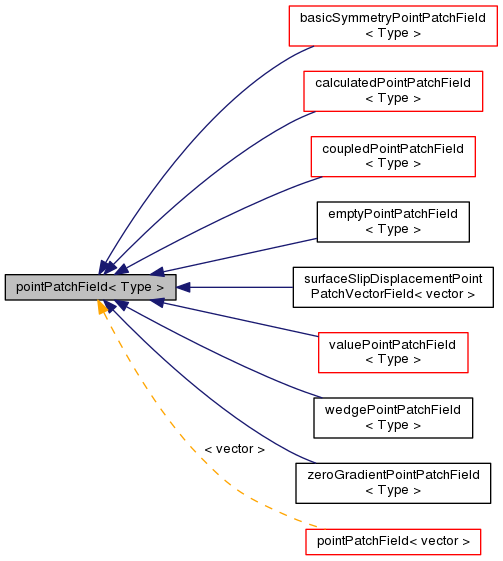 basicSymmetryPointPatchField
< Type >
calculatedPointPatchField
< Type >
coupledPointPatchField
< Type >
emptyPointPatchField
< Type >
pointPatchField< Type >
surfaceSlipDisplacementPoint
PatchVectorField< vector >
valuePointPatchField
< Type >
wedgePointPatchField
< Type >
< vector >
zeroGradientPointPatchField
< Type >
pointPatchField< vector >